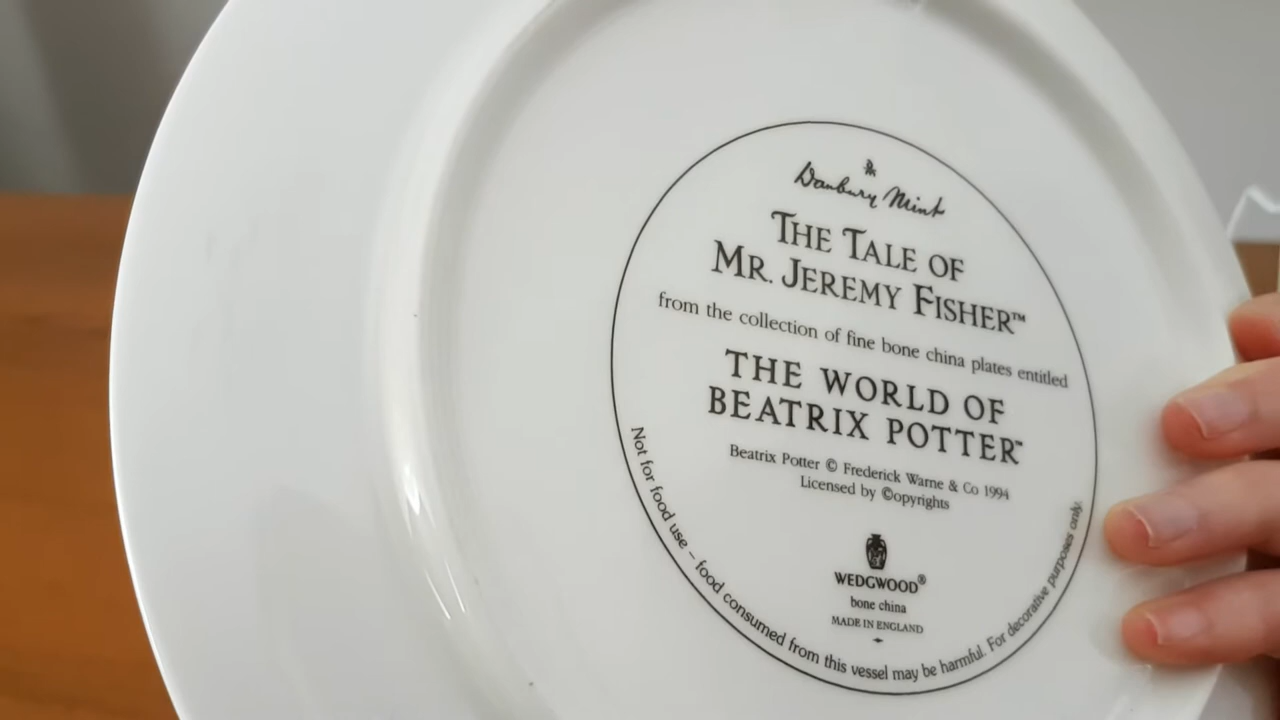 Danbury Mint
THE TALE OF
MR. JEREMY FISHER™
from the collection of fine bone china plates entitled
THE WORLD OF
BEATRIX POTTER™
Beatrix Potter © Frederick Warne & Co 1994
Licensed by ©opyrights
WEDGWOOD®
bone china
MADE IN ENGLAND
Not for food use – food consumed from this vessel may be harmful. For decorative purposes only.